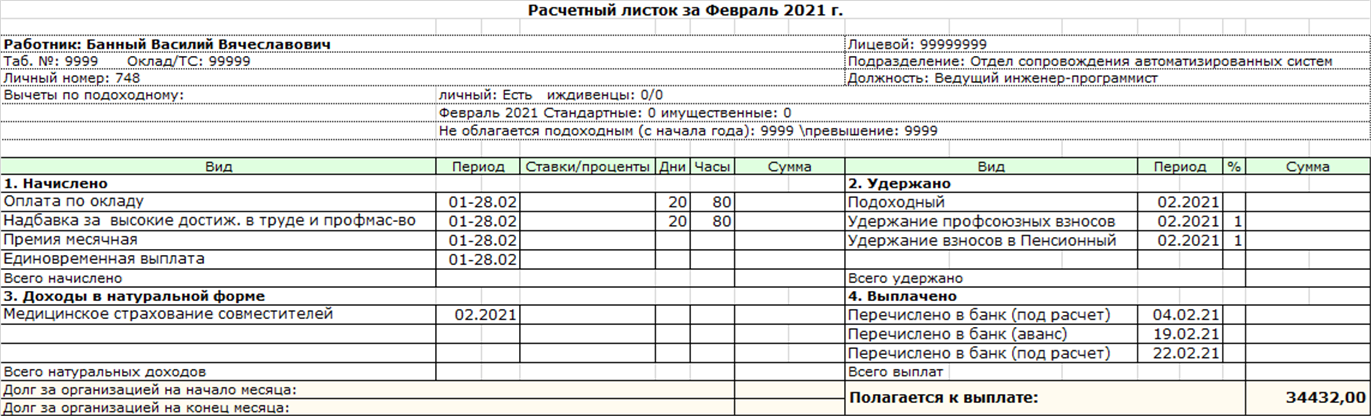 Расчетный листок за Февраль 2021 г.
Работник: Банный Василий Вячеславович Лицевой: 99999999
Таб. №: 9999 Оклад/ТС: 99999 Подразделение: Отдел сопровождения автоматизированных систем
Личный номер: 748 Должность: Ведущий инженер-программист
Вычеты по подоходному: личный: Есть иждивенцы: 0/0
Февраль 2021 Стандартные: 0 имущественные: 0
Не облагается подоходным (с начала года): 9999 \превышение: 9999
Вид Период Ставки/проценты Дни Часы Сумма Вид Период % Сумма
1. Начислено 2. Удержано
Оплата по окладу 01-28.02 20 80 Подоходный 02.2021
Надбавка за высокие достиж. в труде и профмас-во 01-28.02 20 80 Удержание профсоюзных взносов 02.2021 1
Премия месячная 01-28.02 Удержание взносов в Пенсионный 02.2021 1
Единовременная выплата 01-28.02
Всего начислено Всего удержано
3. Доходы в натуральной форме 4. Выплачено
Медицинское страхование совместителей 02.2021 Перечислено в банк (под расчет) 04.02.21
Перечислено в банк (аванс) 19.02.21
Перечислено в банк (под расчет) 22.02.21
Всего натуральных доходов Всего выплат
Долг за организацией на начало месяца: Полагается к выплате: 34432,00
Долг за организацией на конец месяца: